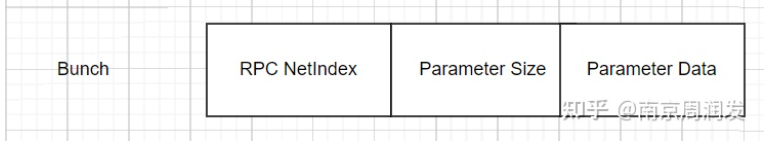 Bunch
RPC NetIndex
Parameter Size
Parameter Data
知乎 @南京周润发